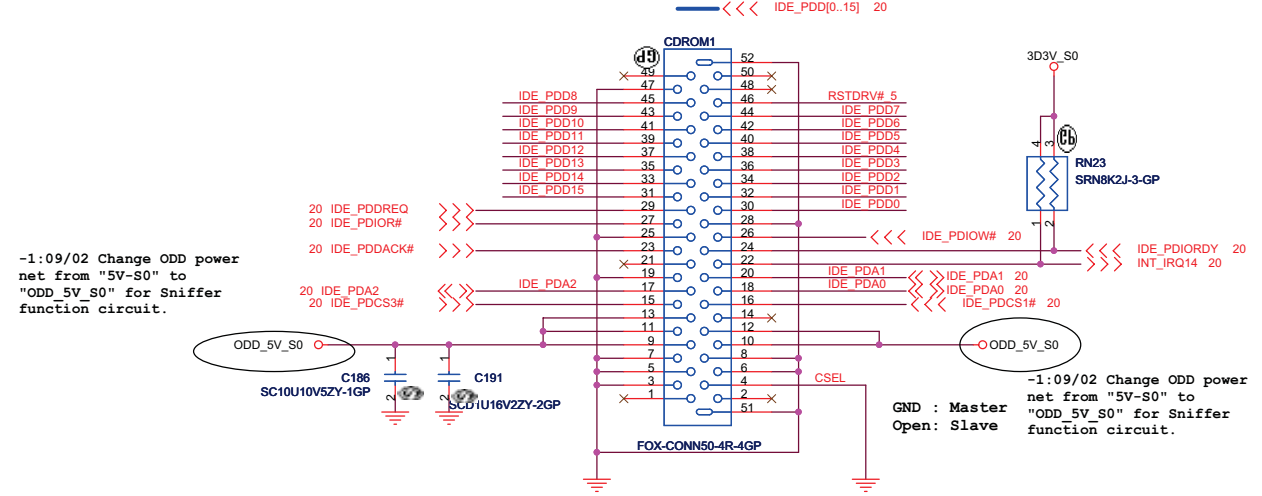 IDE_PDD[0..15] 20
CDROM1
GP
3D3V_S0
49
47
IDE_PDD8 45
IDE_PDD9 43
IDE_PDD10 41
IDE_PDD11 39
IDE_PDD12 37
IDE_PDD13 35
IDE_PDD14 33
IDE_PDD15 31
20 IDE_PDDREQ 29
20 IDE_PDIOR# 27
25
20 IDE_PDDACK# 23
21
19
20 IDE_PDA2 IDE_PDA2 17
20 IDE_PDCS3# 15
13
11
9
7
5
3
1
52
50
48
46 RSTDRV#_5
44 IDE_PDD7
42 IDE_PDD6
40 IDE_PDD5
38 IDE_PDD4
36 IDE_PDD3
34 IDE_PDD2
32 IDE_PDD1
30 IDE_PDD0
28
26 IDE_PDIOW# 20
24 IDE_PDIORDY 20
22 INT_IRQ14 20
20 IDE_PDA1 IDE_PDA1 20
18 IDE_PDA0 IDE_PDA0 20
16 IDE_PDCS1# 20
14
12
10
8
6
4 CSEL
2
51
FOX-CONN50-4R-4GP
4 3
RN23
SRN8K2J-3-GP
1 2
-1:09/02 Change ODD power
net from "5V-S0" to
"ODD_5V_S0" for Sniffer
function circuit.
ODD_5V_S0
1
C186
SC10U10V5ZY-1GP
2
1
C191
SCD1U16V2ZY-2GP
2
ODD_5V_S0
-1:09/02 Change ODD power
net from "5V-S0" to
"ODD_5V_S0" for Sniffer
function circuit.
GND : Master
Open: Slave